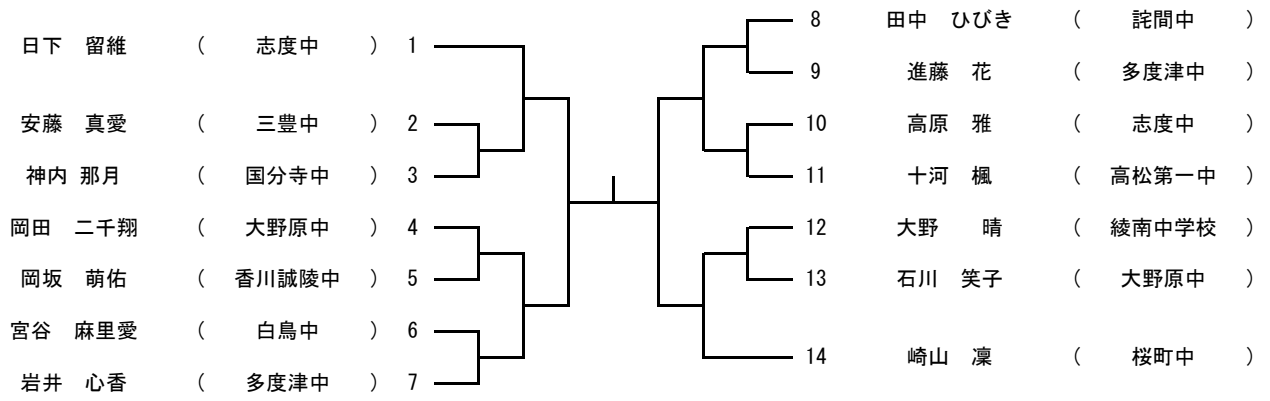 日下 留維 ( 志度中 ) 1
安藤 真愛 ( 三豊中 ) 2
神内 那月 ( 国分寺中 ) 3
岡田 二千翔 ( 大野原中 ) 4
岡坂 萌佑 ( 香川誠陵中 ) 5
宮谷 麻里愛 ( 白鳥中 ) 6
岩井 心香 ( 多度津中 ) 7
8 田中 ひびき ( 詫間中 )
9 進藤 花 ( 多度津中 )
10 高原 雅 ( 志度中 )
11 十河 楓 ( 高松第一中 )
12 大野 晴 ( 綾南中学校 )
13 石川 笑子 ( 大野原中 )
14 崎山 凜 ( 桜町中 )